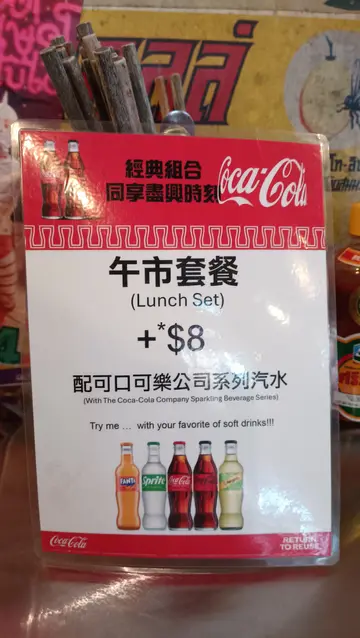 經典組合
同享盡興時刻
Coca-Cola
午市套餐
(Lunch Set)
+*$8
配可口可樂公司系列汽水
(With The Coca-Cola Company Sparkling Beverage Series)
Try me ... with your favorite of soft drinks!!!
FANTA
Sprite
Coca-Cola
Coca-Cola
RETURN
TO REUSE